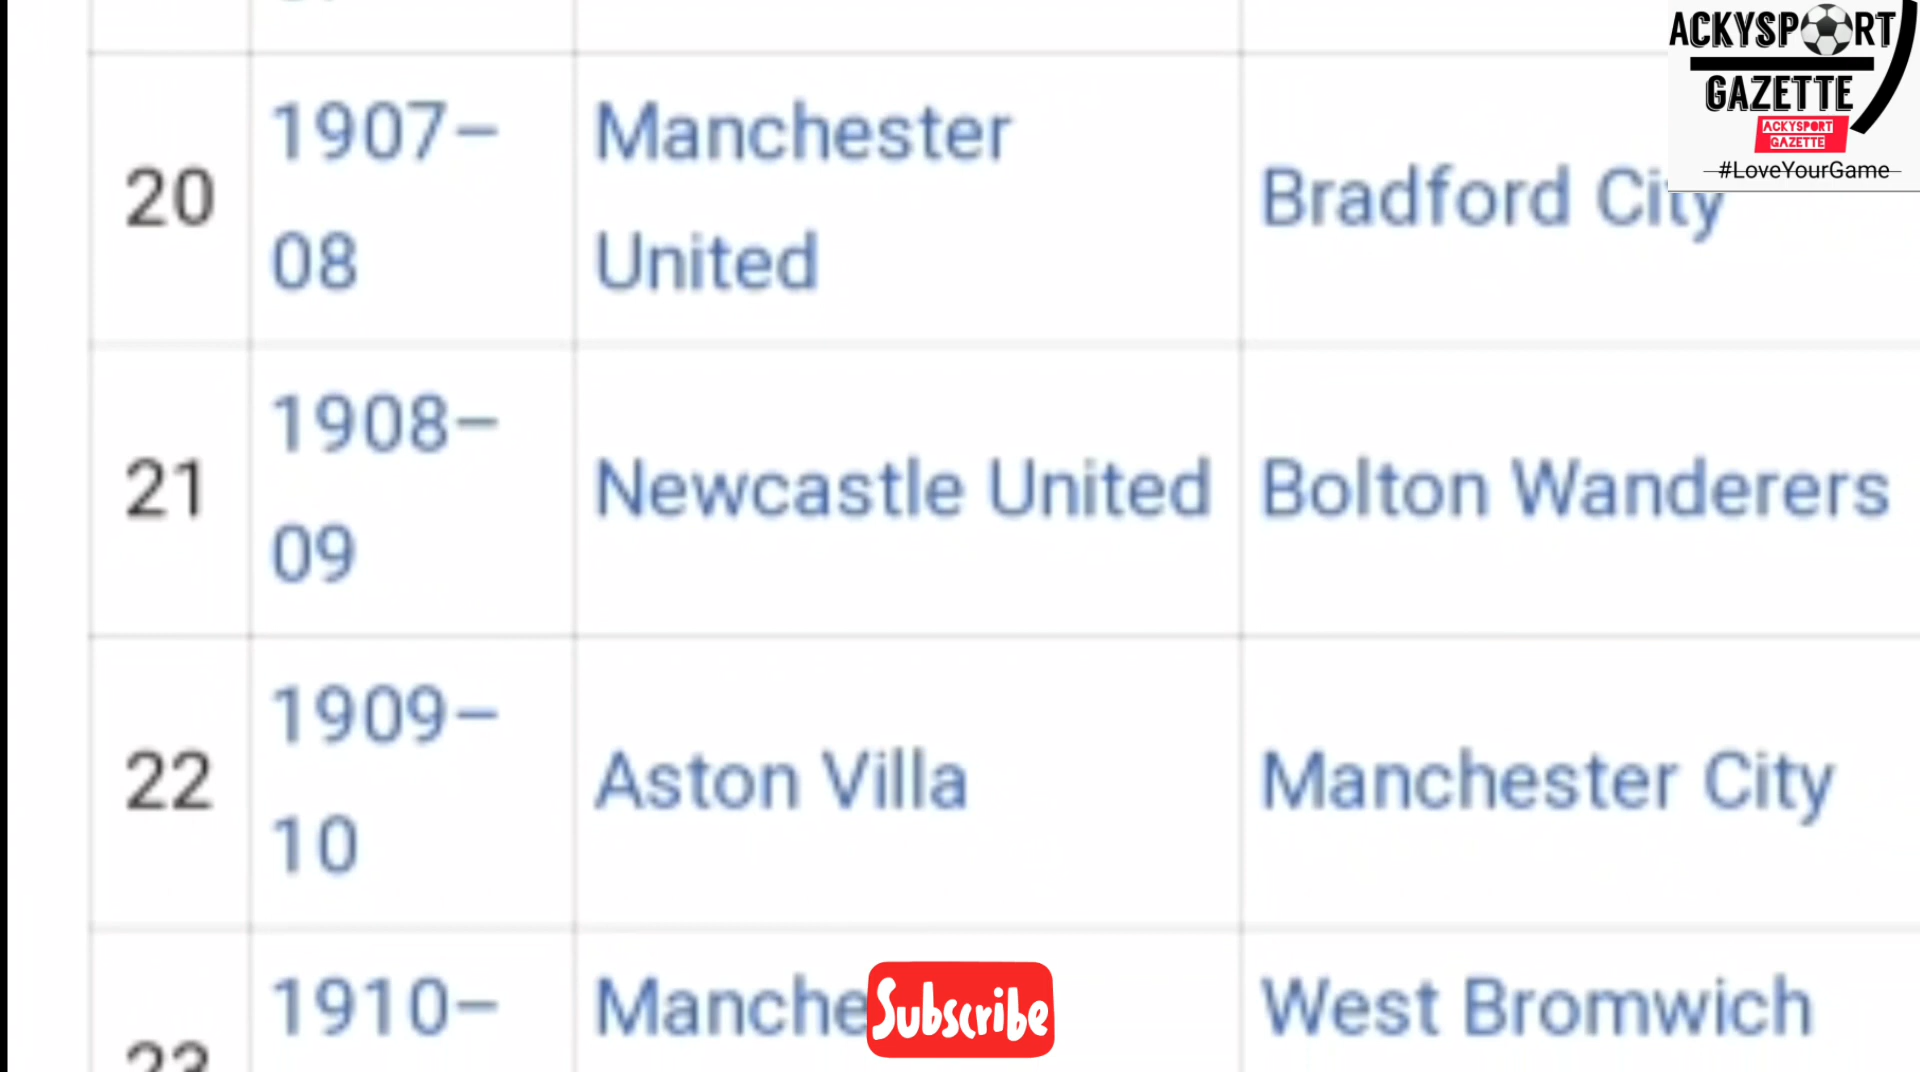 ACKYSPORT
GAZETTE
ACKYSPORT
GAZETTE
#LoveYourGame
20
1907–
08
Manchester
United
Bradford City
21
1908–
09
Newcastle United
Bolton Wanderers
22
1909–
10
Aston Villa
Manchester City
23
1910–
Manche
West Bromwich
Subscribe